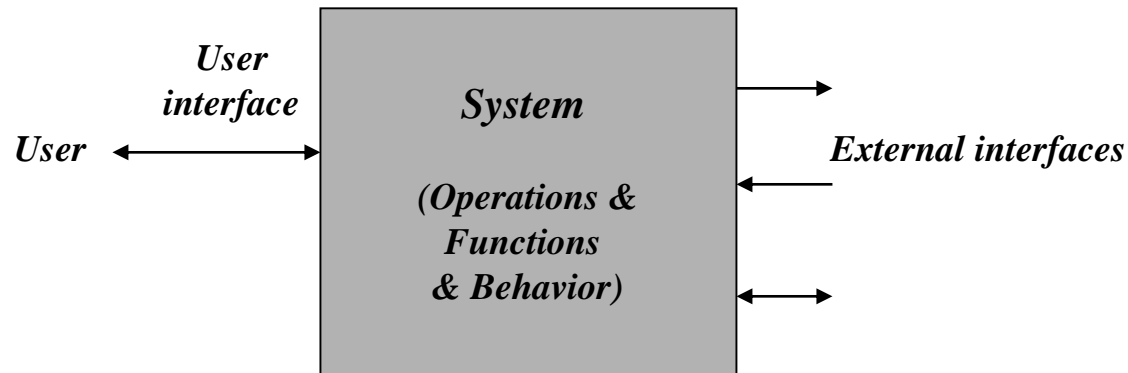 User
interface
User
System
(Operations &
Functions
& Behavior)
External interfaces